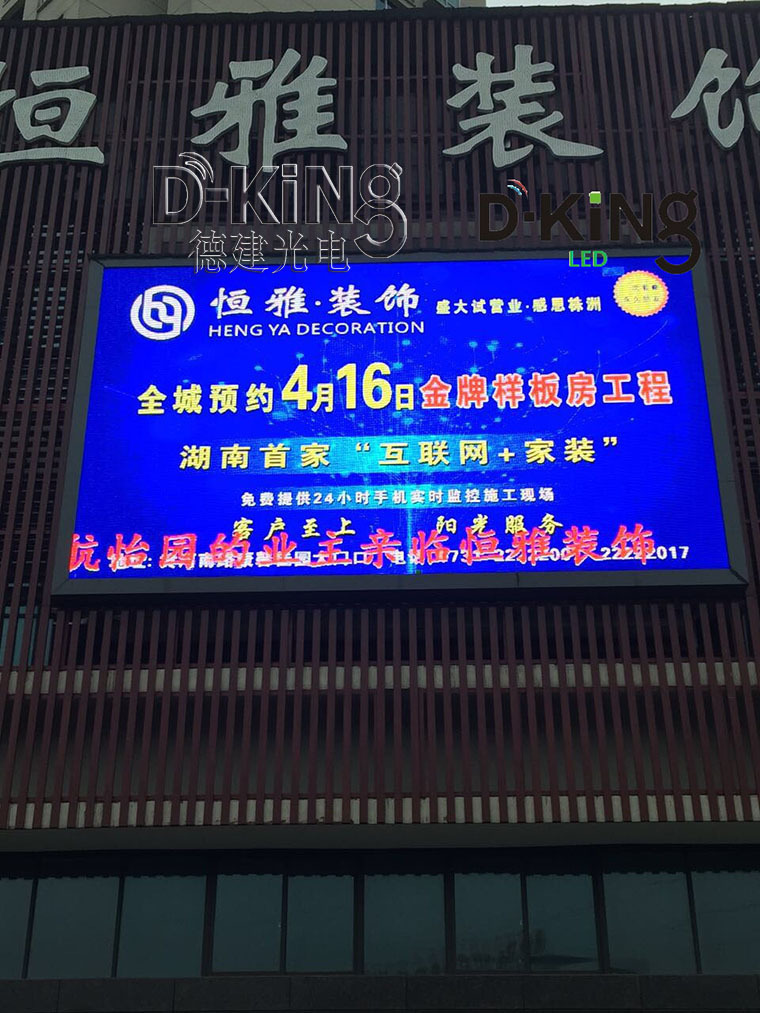 恒雅装饰
D-KiNg
德建光电
D-KiNg
LED
恒雅·装饰
HENG YA DECORATION
盛大试营业·感恩株洲
全城预约4月16日金牌样板房工程
湖南首家“互联网+家装”
免费提供24小时手机实时监控施工现场
客户至上 阳光服务
航怡园的业主亲临恒雅装饰
2017